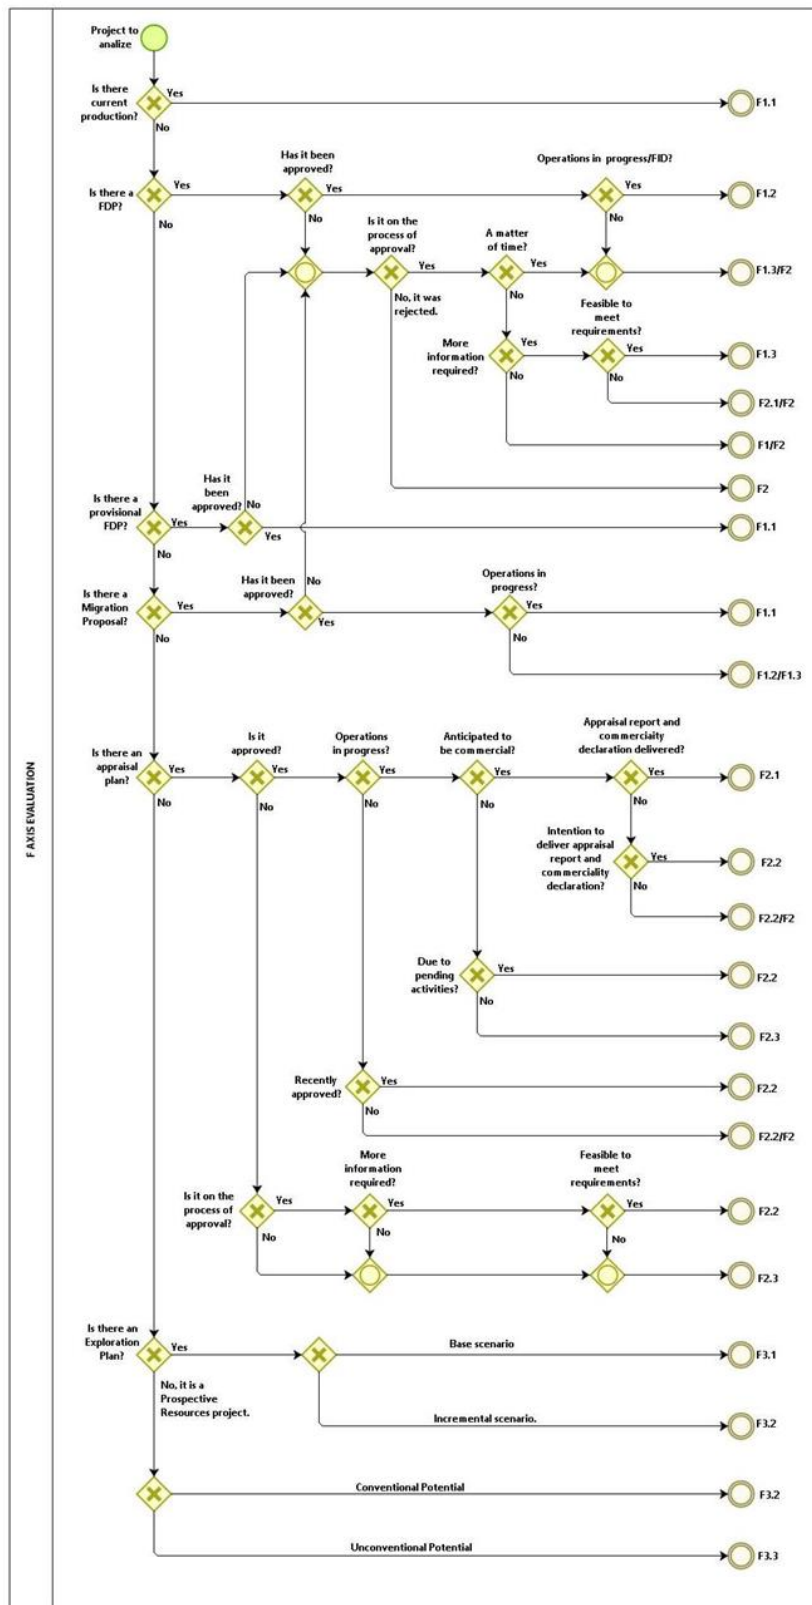 Project to
analize
Is there
current
production?
Yes
No
F1.1
Is there a
FDP?
Yes
No
Has it been
approved?
Yes
No
Operations in progress/FID?
Yes
No
F1.2
Is it on the
process of
approval?
Yes
No, it was
rejected.
A matter
of time?
Yes
No
F1.3/F2
More
information
required?
Yes
No
Feasible to
meet
requirements?
Yes
No
F1.3
F2.1/F2
F1/F2
F2
Is there a
provisional
FDP?
Yes
No
Has it
been
approved?
No
Yes
F1.1
Is there a
Migration
Proposal?
Yes
No
Has it been
approved?
No
Yes
Operations in
progress?
Yes
No
F1.1
F1.2/F1.3
Is there an
appraisal
plan?
Yes
No
Is it
approved?
Yes
No
Operations
in progress?
Yes
No
Anticipated to
be commercial?
Yes
No
Appraisal report and
commerciaity
declaration delivered?
Yes
No
F2.1
Intention to
deliver appraisal
report and
commerciality
declaration?
Yes
No
F2.2
F2.2/F2
Due to
pending
activities?
Yes
No
F2.2
F2.3
Recently
approved?
Yes
No
F2.2
F2.2/F2
Is it on the
process of
approval?
Yes
No
More
information
required?
Yes
No
Feasible to
meet
requirements?
Yes
No
F2.2
F2.3
Is there an
Exploration
Plan?
Yes
No, it is a
Prospective
Resources project.
Base scenario
F3.1
Incremental scenario.
F3.2
Conventional Potential
F3.2
Unconventional Potential
F3.3
F AXIS EVALUATION